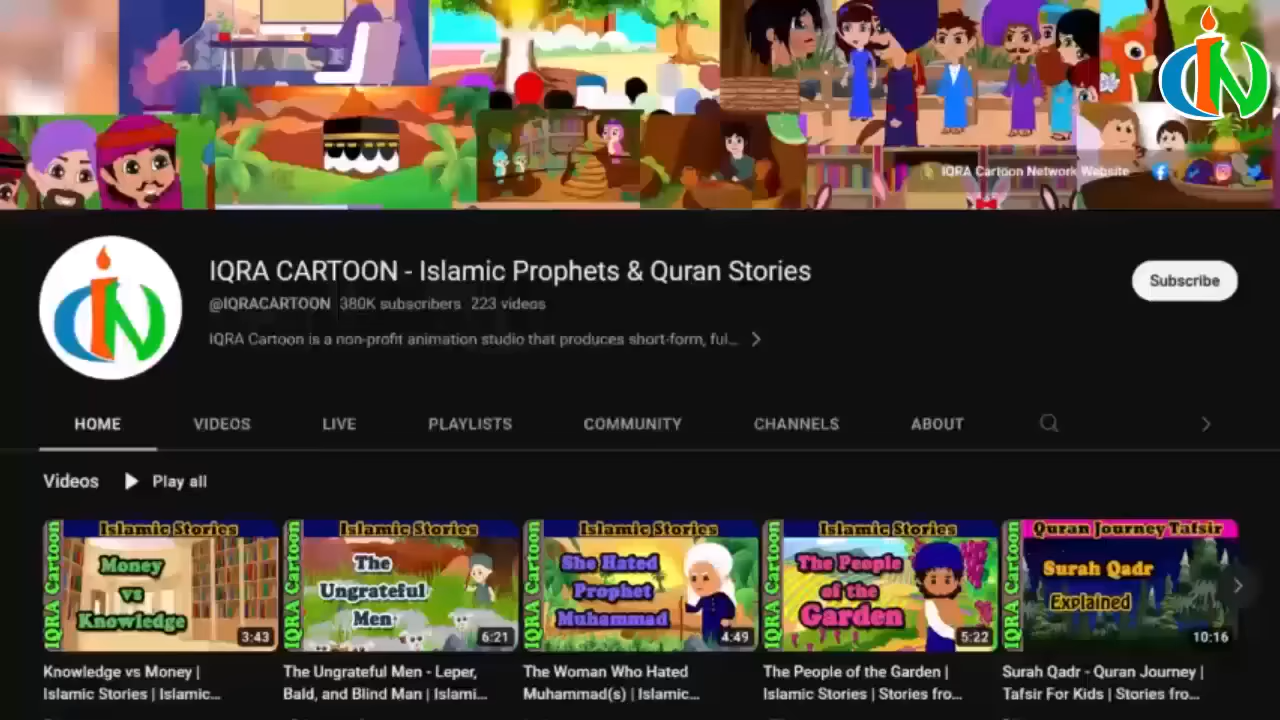 IQRA Cartoon Network Website
IQRA CARTOON - Islamic Prophets & Quran Stories
@IQRACARTOON 380K subscribers 223 videos
IQRA Cartoon is a non-profit animation studio that produces short-form, ful...
Subscribe
HOME VIDEOS LIVE PLAYLISTS COMMUNITY CHANNELS ABOUT
Videos Play all
IQRA Cartoon
Islamic Stories
Money
vs
Knowledge
3:43
Knowledge vs Money |
Islamic Stories | Islamic...
IQRA Cartoon
Islamic Stories
The
Ungrateful
Men
6:21
The Ungrateful Men - Leper,
Bald, and Blind Man | Islami...
IQRA Cartoon
Islamic Stories
She Hated
Prophet
Muhammad
4:49
The Woman Who Hated
Muhammad(s) | Islamic...
IQRA Cartoon
Islamic Stories
The People
of the
Garden
5:22
The People of the Garden |
Islamic Stories | Stories fro...
IQRA Cartoon
Quran Journey Tafsir
Surah Qadr
Explained
10:16
Surah Qadr - Quran Journey |
Tafsir For Kids | Stories fro...